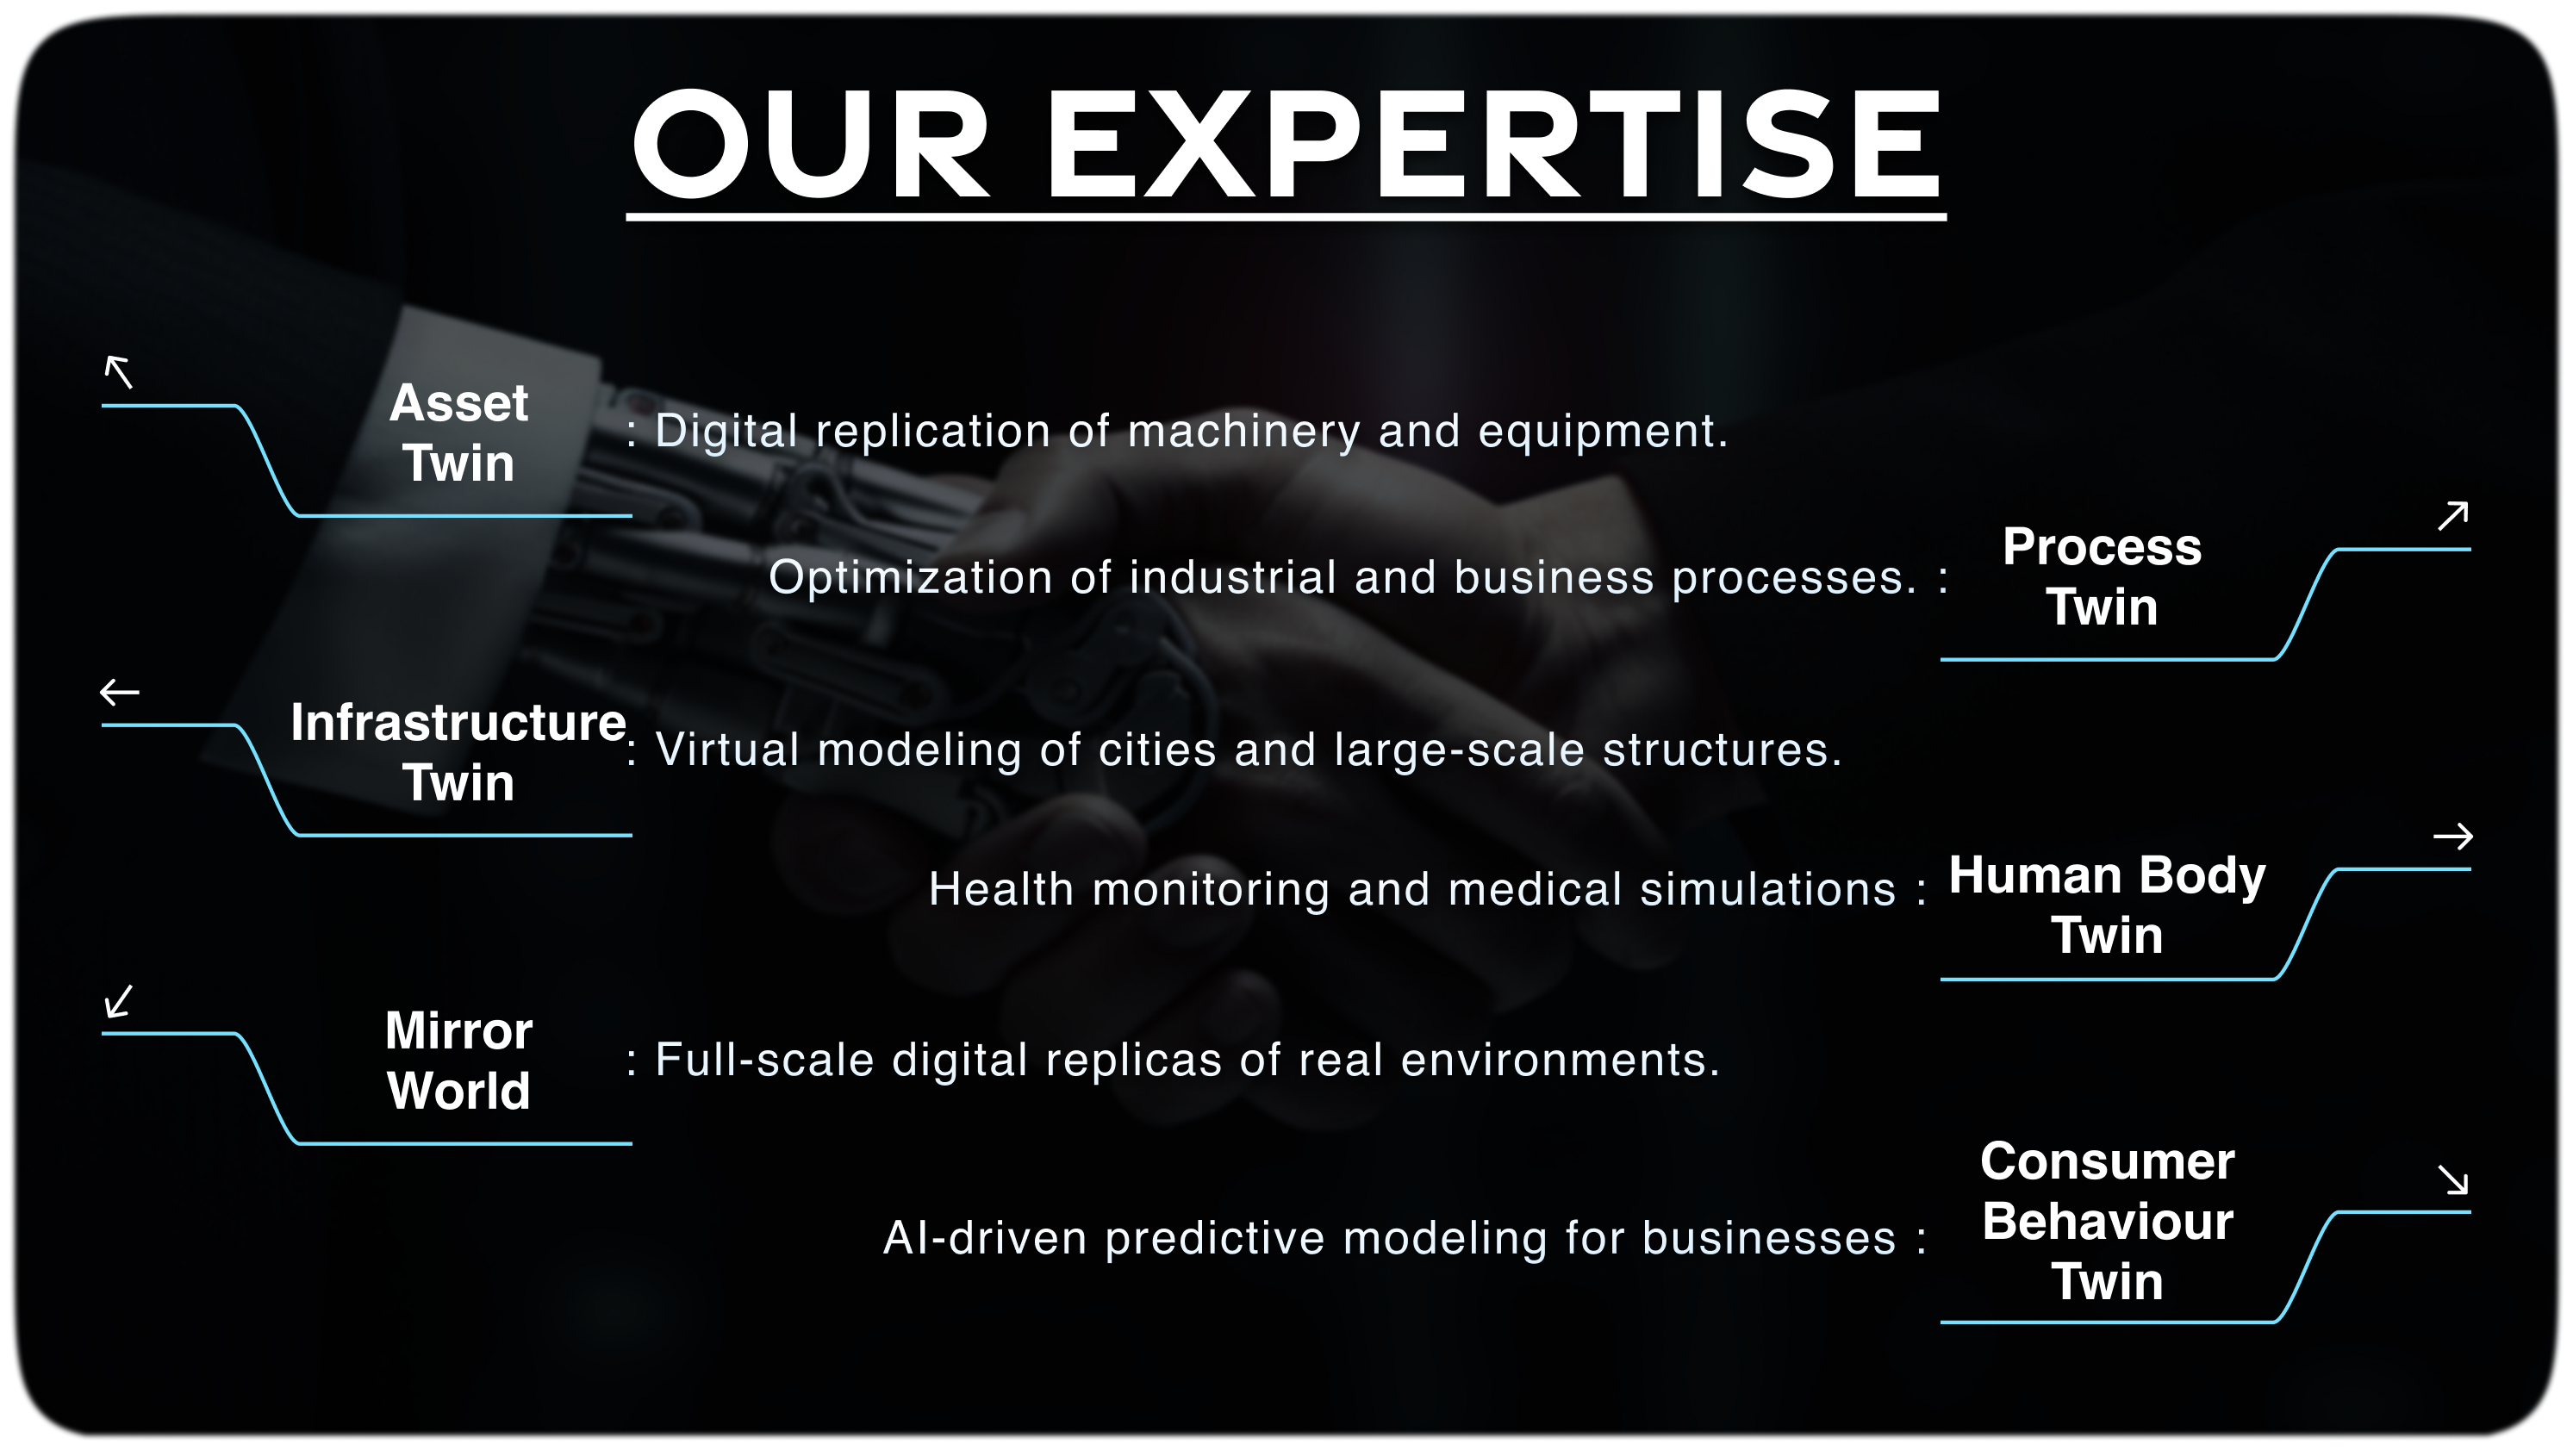 OUR EXPERTISE
Asset
Twin
: Digital replication of machinery and equipment.
Optimization of industrial and business processes. :
Process
Twin
Infrastructure
Twin
: Virtual modeling of cities and large-scale structures.
Health monitoring and medical simulations :
Human Body
Twin
Mirror
World
: Full-scale digital replicas of real environments.
AI-driven predictive modeling for businesses :
Consumer
Behaviour
Twin